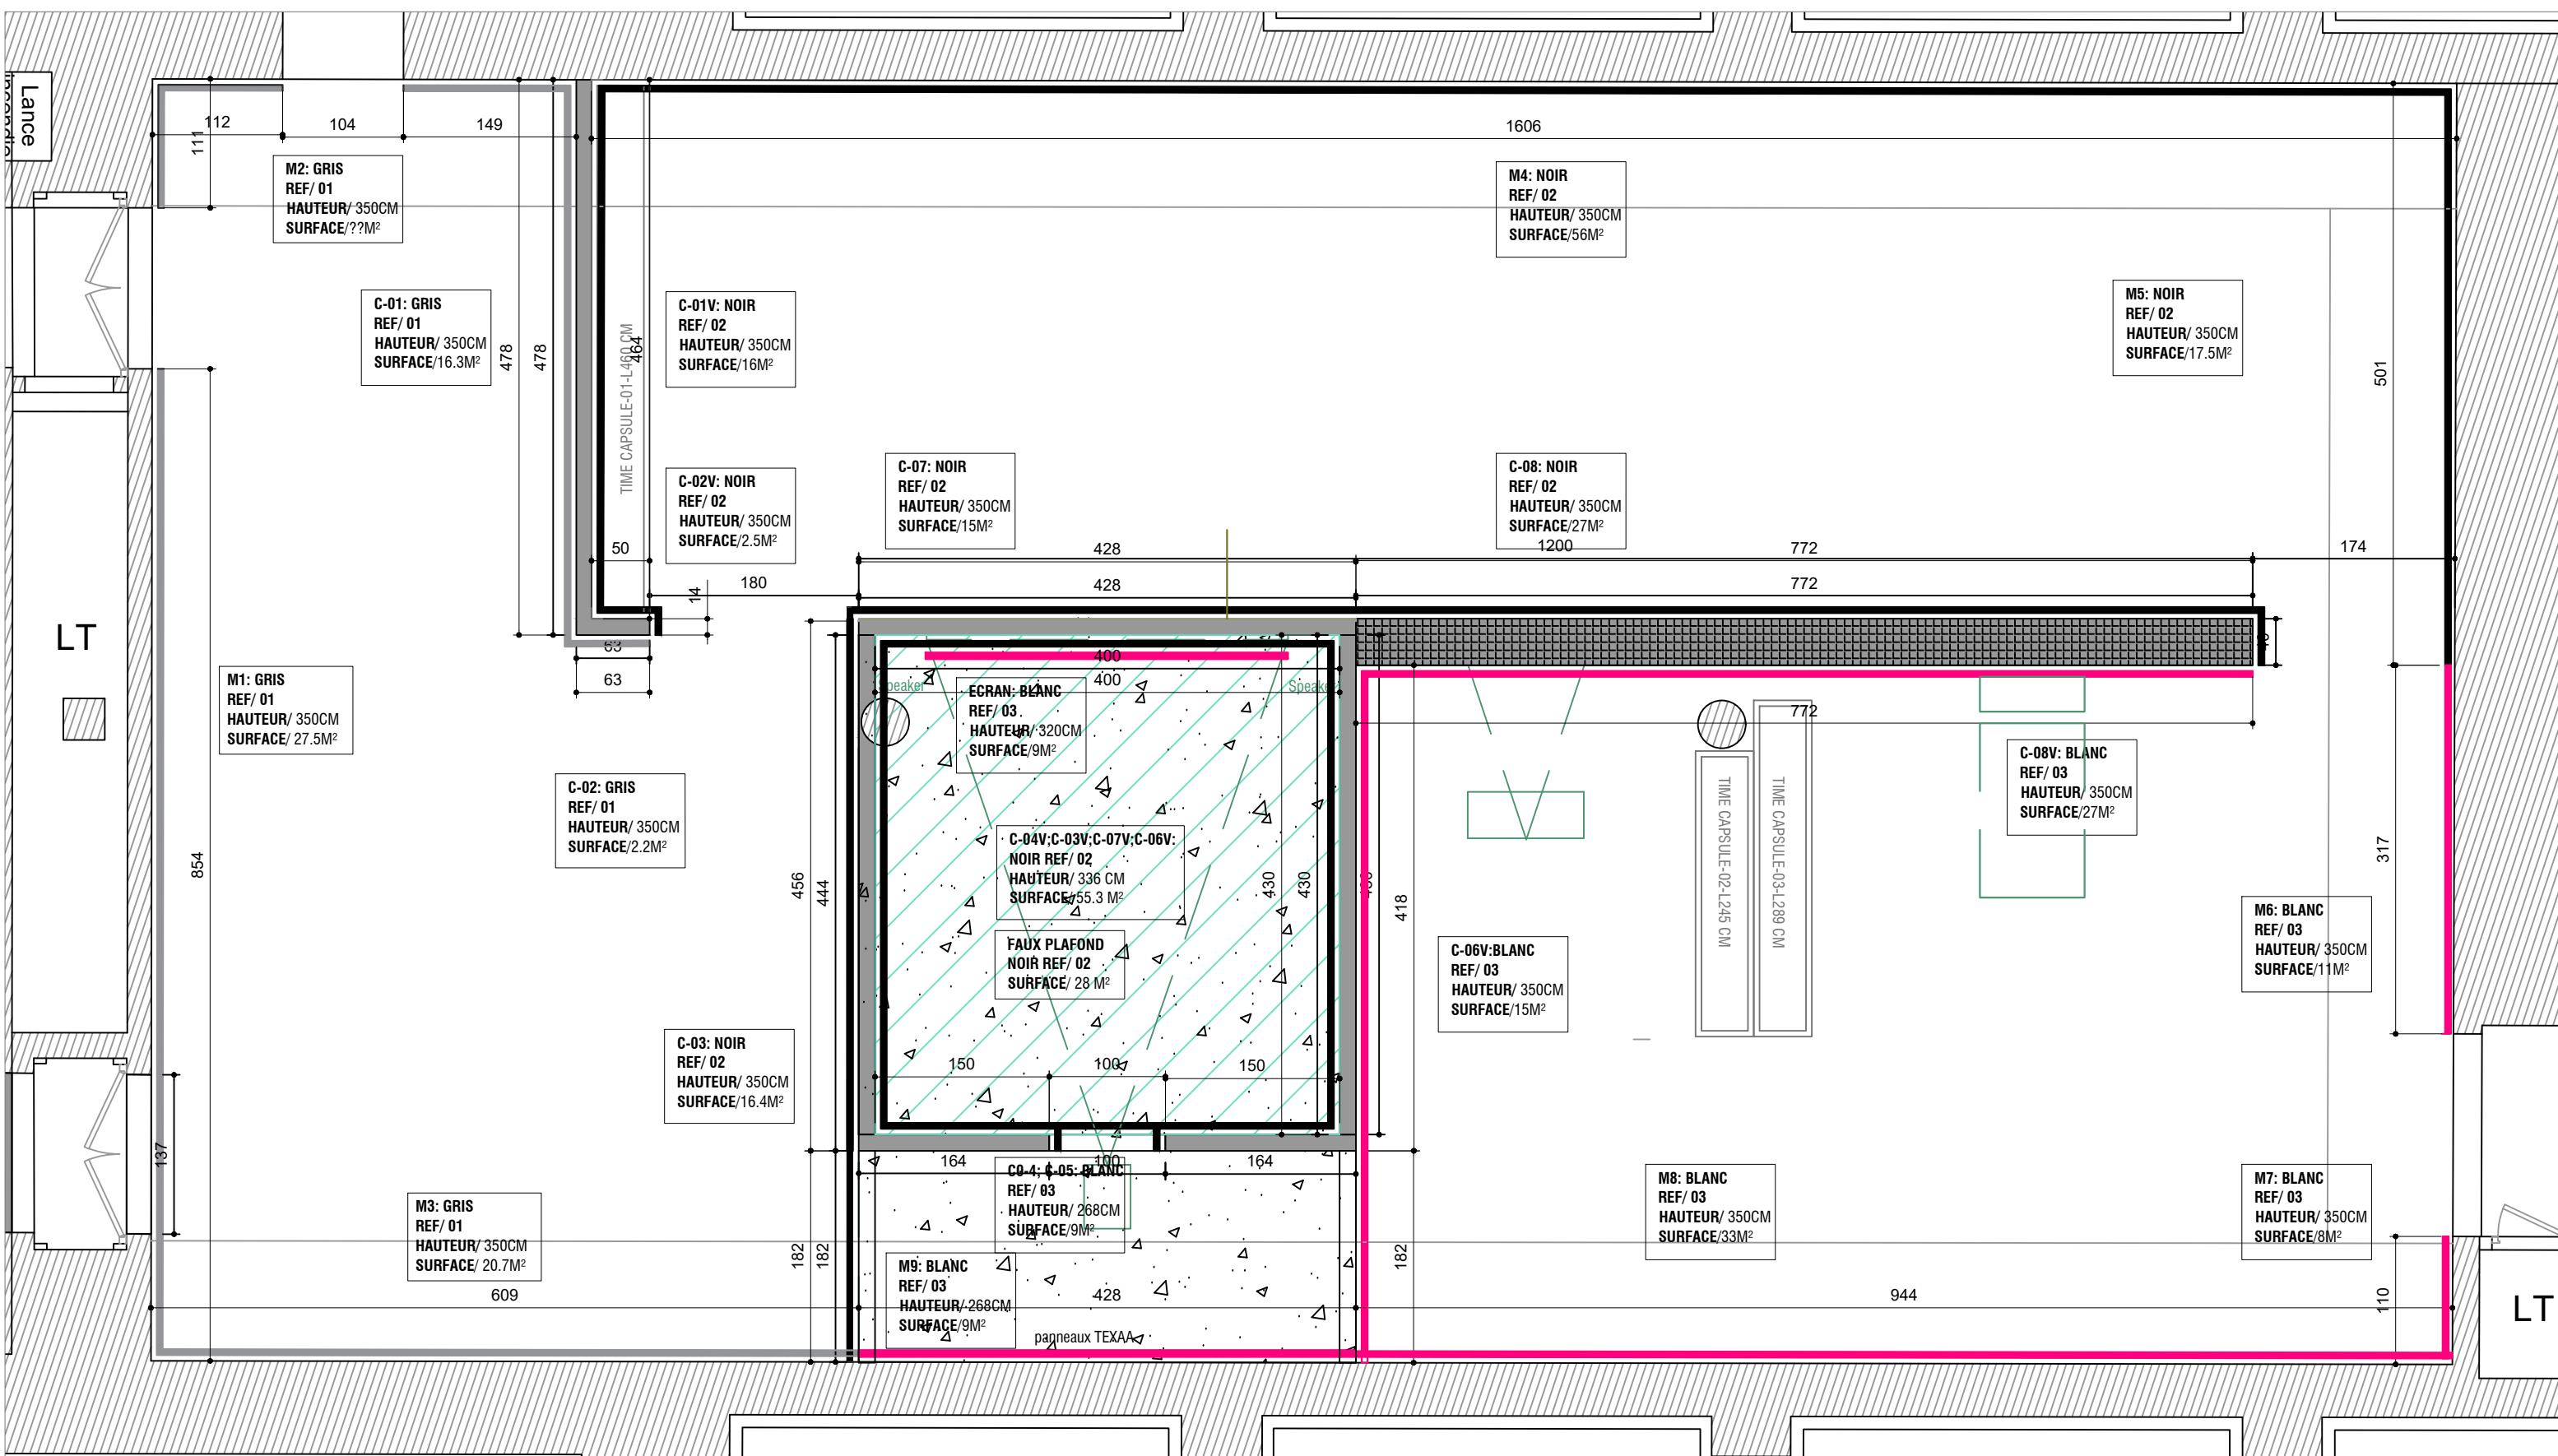 Lance
112
104
149
111
1606
M2: GRIS
REF/ 01
HAUTEUR/ 350CM
SURFACE/??M²
M4: NOIR
REF/ 02
HAUTEUR/ 350CM
SURFACE/56M²
C-01: GRIS
REF/ 01
HAUTEUR/ 350CM
SURFACE/16.3M²
478
478
TIME CAPSULE-01-L460 CM
464
C-01V: NOIR
REF/ 02
HAUTEUR/ 350CM
SURFACE/16M²
M5: NOIR
REF/ 02
HAUTEUR/ 350CM
SURFACE/17.5M²
501
C-02V: NOIR
REF/ 02
HAUTEUR/ 350CM
SURFACE/2.5M²
C-07: NOIR
REF/ 02
HAUTEUR/ 350CM
SURFACE/15M²
C-08: NOIR
REF/ 02
HAUTEUR/ 350CM
SURFACE/27M²
50
428
1200
772
174
14
180
428
772
LT
63
63
400
400
Speaker
772
M1: GRIS
REF/ 01
HAUTEUR/ 350CM
SURFACE/ 27.5M²
ECRAN: BLANC
REF/ 03
HAUTEUR/ 320CM
SURFACE/9M²
C-08V: BLANC
REF/ 03
HAUTEUR/ 350CM
SURFACE/27M²
C-02: GRIS
REF/ 01
HAUTEUR/ 350CM
SURFACE/2.2M²
TIME CAPSULE-02-L245 CM
TIME CAPSULE-03-L289 CM
854
456
444
C-04V;C-03V;C-07V;C-06V:
NOIR REF/ 02
HAUTEUR/ 336 CM
SURFACE/55.3 M²
430
430
418
317
FAUX PLAFOND
NOIR REF/ 02
SURFACE/ 28 M²
C-06V:BLANC
REF/ 03
HAUTEUR/ 350CM
SURFACE/15M²
M6: BLANC
REF/ 03
HAUTEUR/ 350CM
SURFACE/11M²
C-03: NOIR
REF/ 02
HAUTEUR/ 350CM
SURFACE/16.4M²
150
100
150
137
164
100
164
C0-4; C-05: BLANC
REF/ 03
HAUTEUR/ 268CM
SURFACE/9M²
M8: BLANC
REF/ 03
HAUTEUR/ 350CM
SURFACE/33M²
M7: BLANC
REF/ 03
HAUTEUR/ 350CM
SURFACE/8M²
M3: GRIS
REF/ 01
HAUTEUR/ 350CM
SURFACE/ 20.7M²
182
182
182
M9: BLANC
REF/ 03
HAUTEUR/ 268CM
SURFACE/9M²
609
428
944
110
LT
panneaux TEXAA